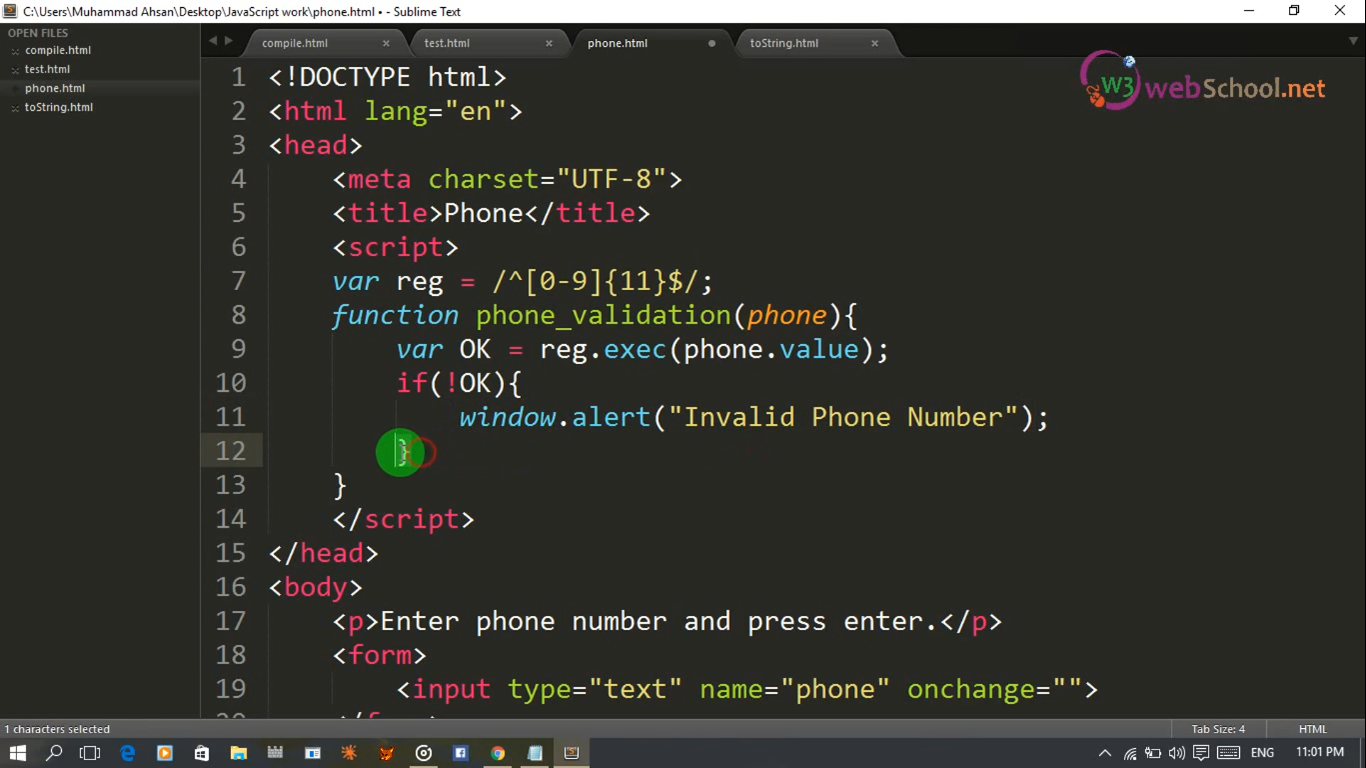 C:\Users\Muhammad Ahsan\Desktop\JavaScript work\phone.html • - Sublime Text
OPEN FILES
compile.html
test.html
phone.html
toString.html
compile.html × test.html × phone.html • toString.html ×
W3 webSchool.net
1 <!DOCTYPE html>
2 <html lang="en">
3 <head>
4 <meta charset="UTF-8">
5 <title>Phone</title>
6 <script>
7 var reg = /^[0-9]{11}$/;
8 function phone_validation(phone){
9 var OK = reg.exec(phone.value);
10 if(!OK){
11 window.alert("Invalid Phone Number");
12 }
13 }
14 </script>
15 </head>
16 <body>
17 <p>Enter phone number and press enter.</p>
18 <form>
19 <input type="text" name="phone" onchange="">
1 characters selected
Tab Size: 4
HTML
ENG
11:01 PM